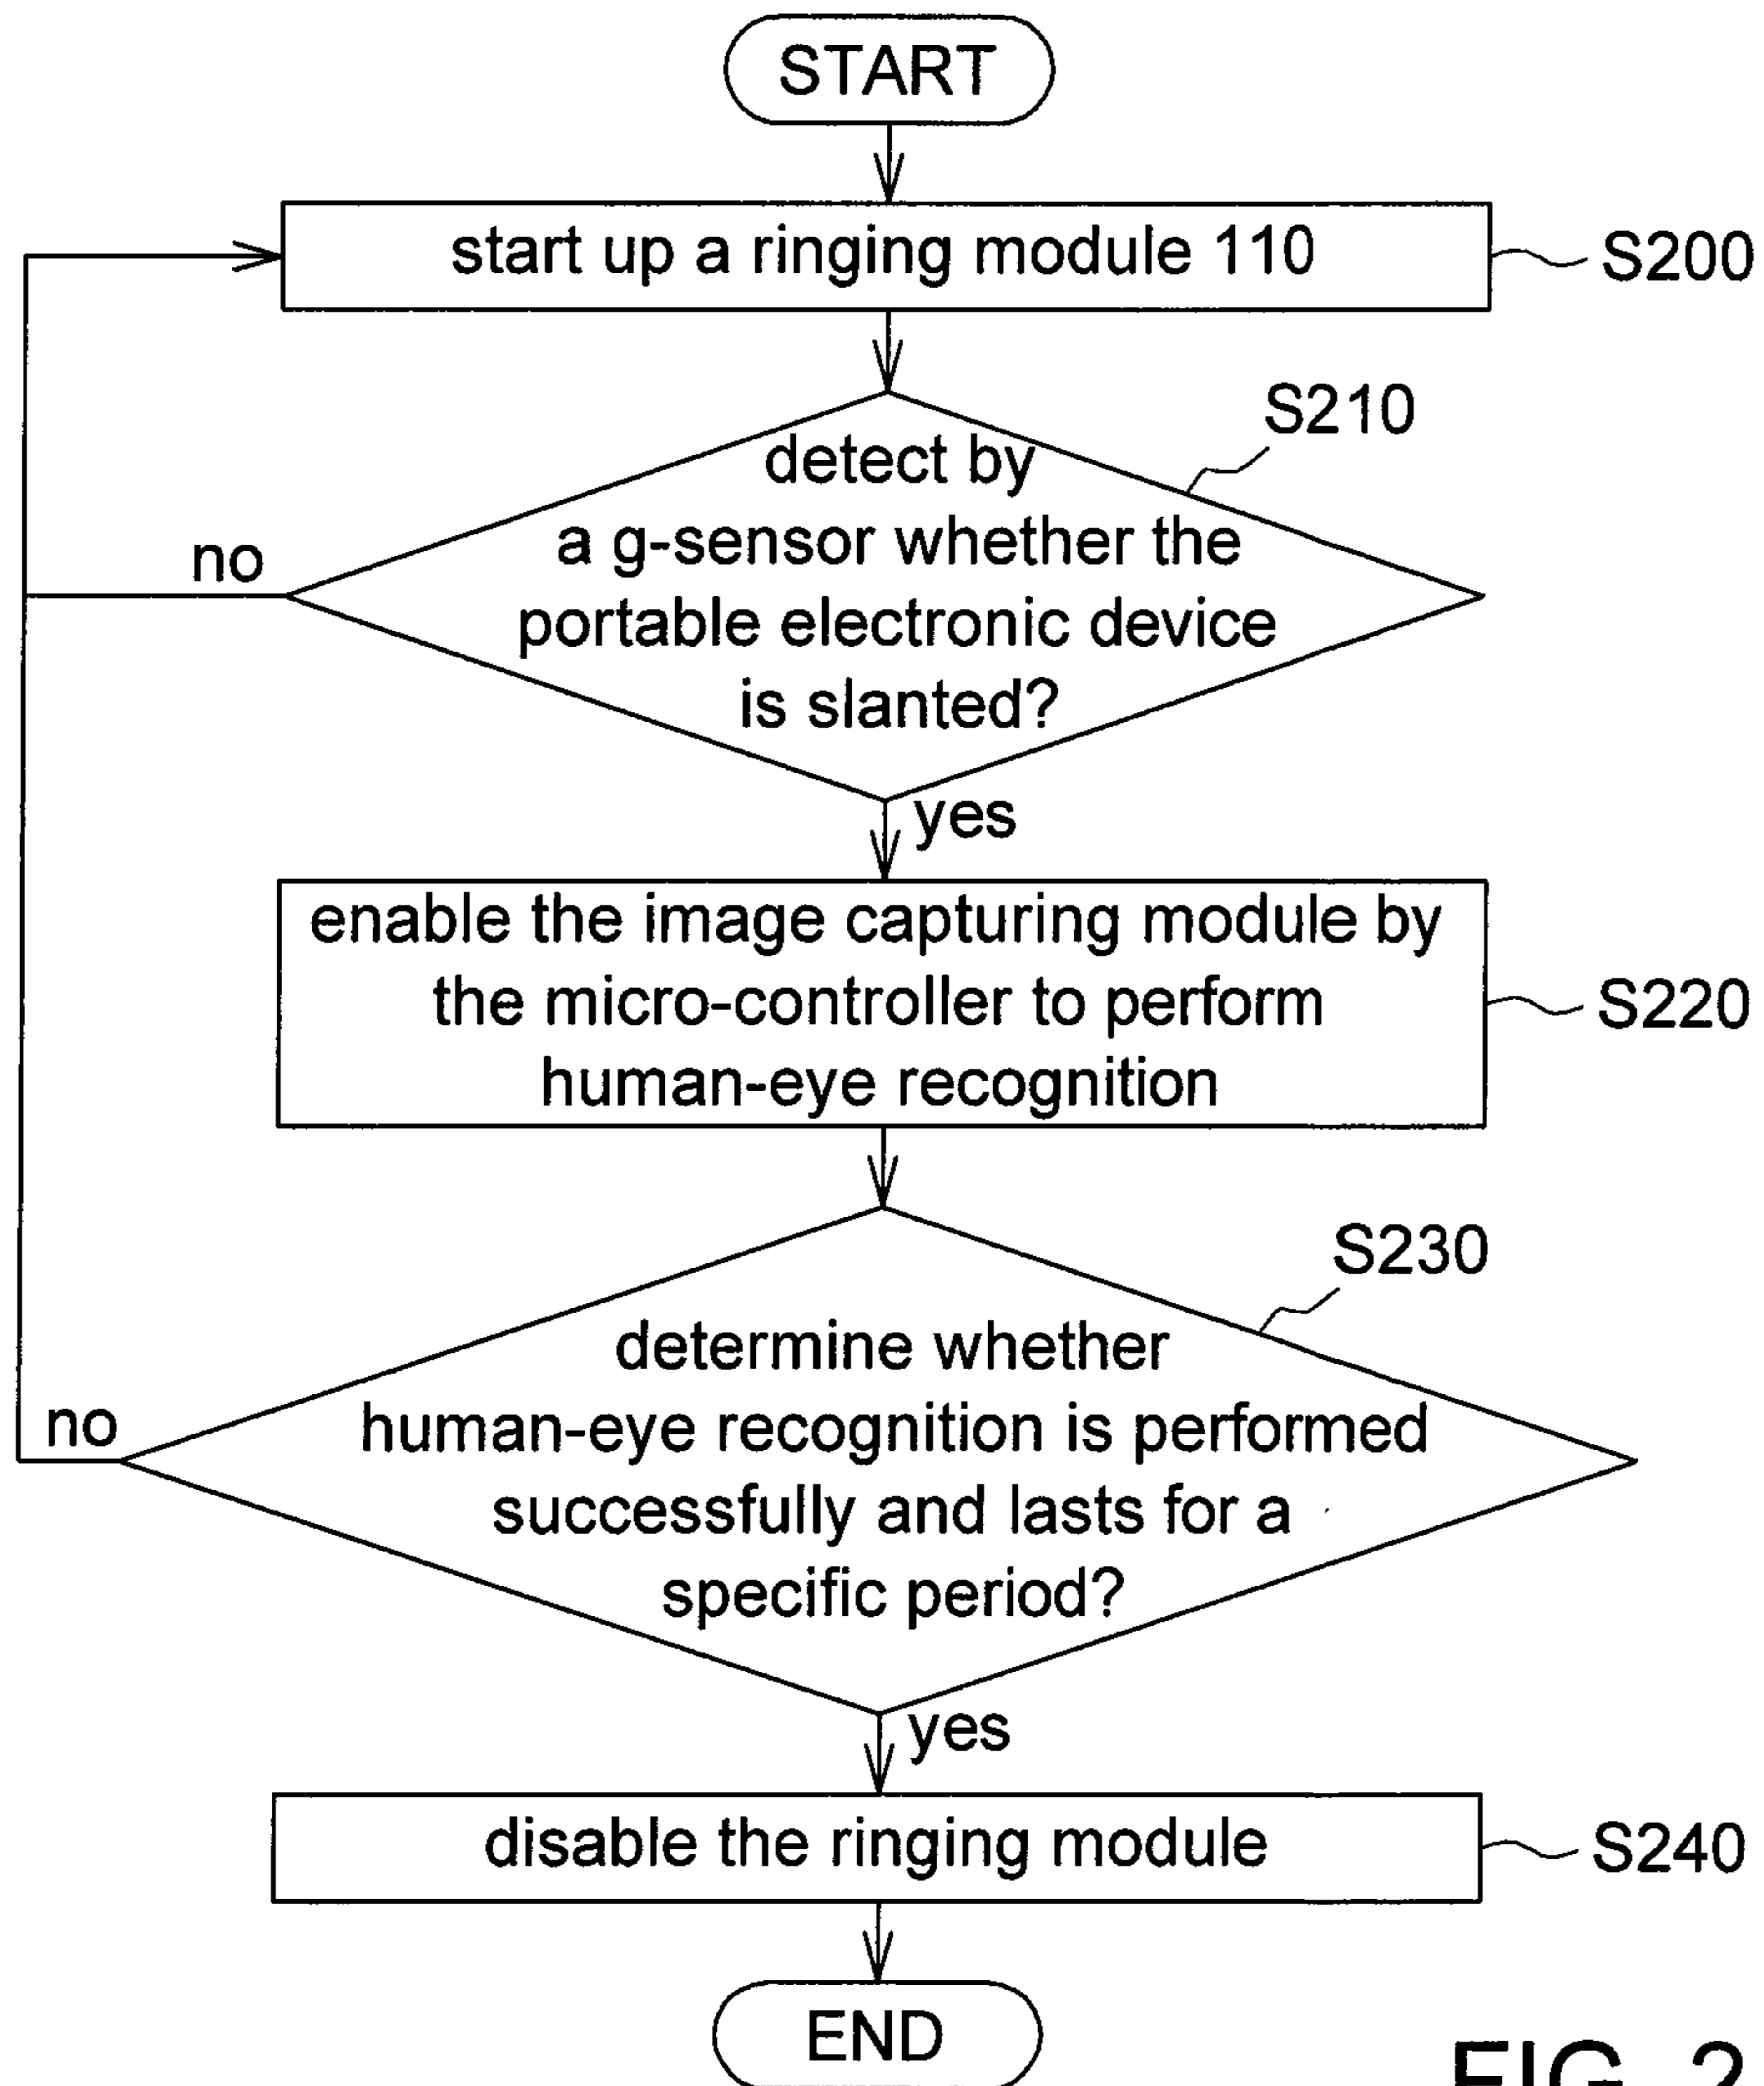 START
start up a ringing module 110
S200
S210
detect by
a g-sensor whether the
portable electronic device
is slanted?
no
yes
enable the image capturing module by
the micro-controller to perform
human-eye recognition
S220
S230
determine whether
human-eye recognition is performed
successfully and lasts for a
specific period?
no
yes
disable the ringing module
S240
END
FIG. 2